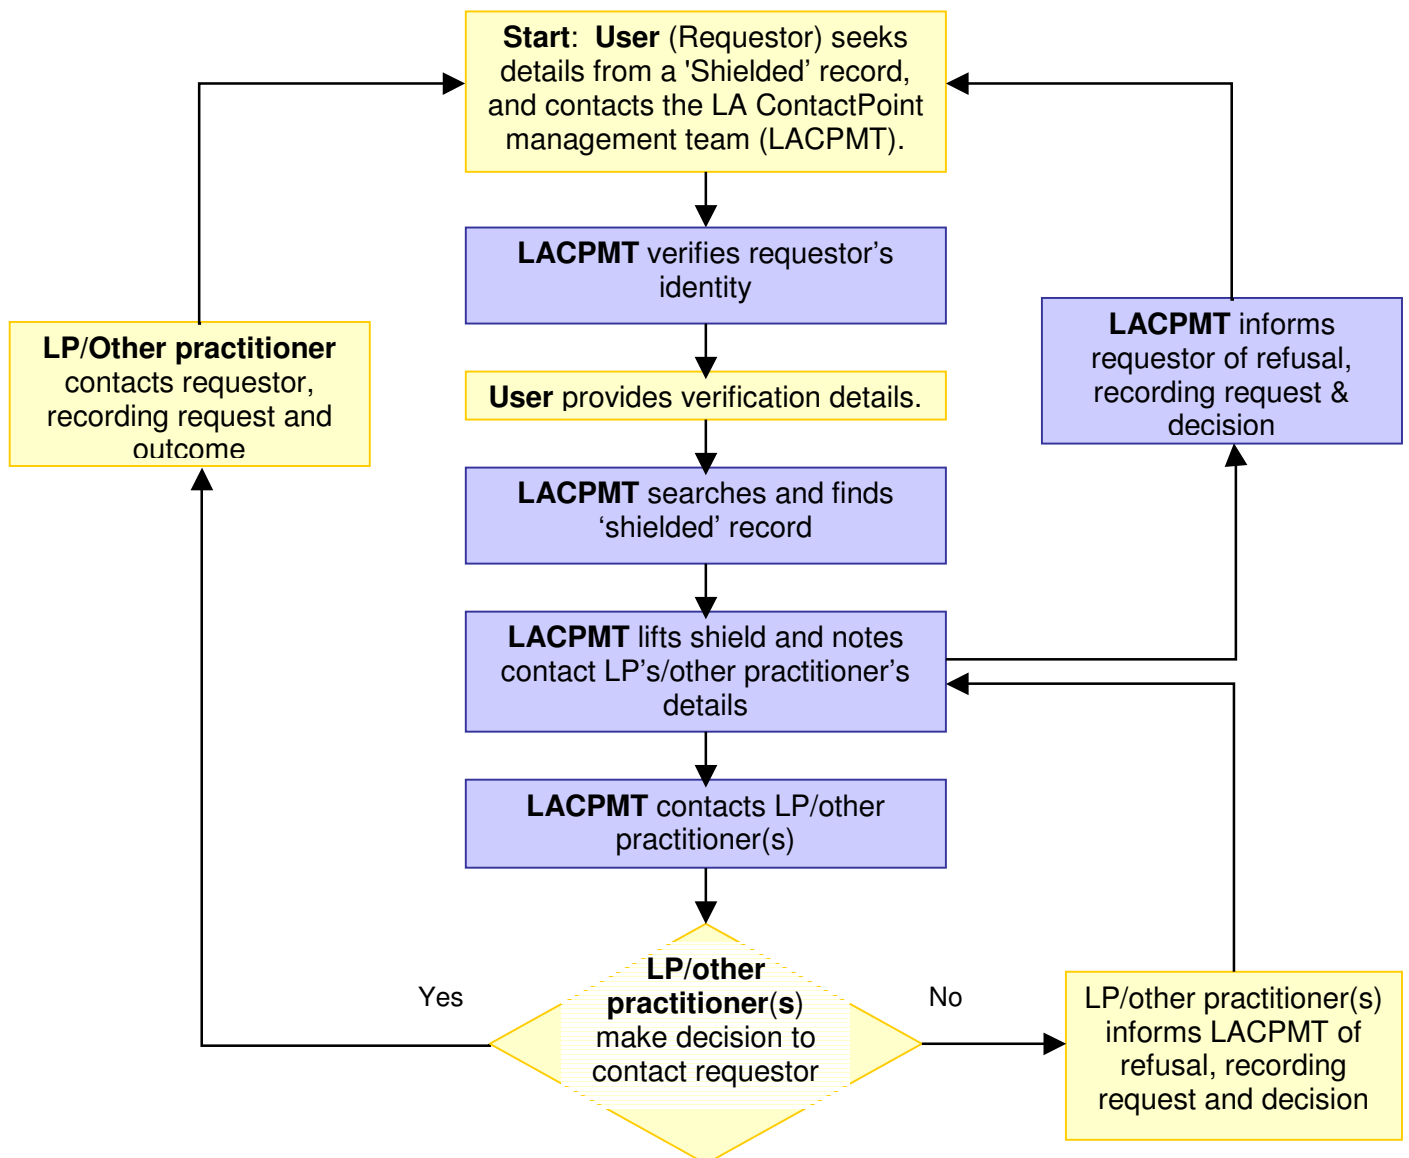 Start: User (Requestor) seeks
details from a 'Shielded’ record,
and contacts the LA ContactPoint
management team (LACPMT).
LACPMT verifies requestor’s
identity
User provides verification details.
LACPMT searches and finds
‘shielded’ record
LACPMT lifts shield and notes
contact LP’s/other practitioner’s
details
LACPMT contacts LP/other
practitioner(s)
LP/other
practitioner(s)
make decision to
contact requestor
Yes
No
LP/Other practitioner
contacts requestor,
recording request and
outcome
LP/other practitioner(s)
informs LACPMT of
refusal, recording
request and decision
LACPMT informs
requestor of refusal,
recording request &
decision